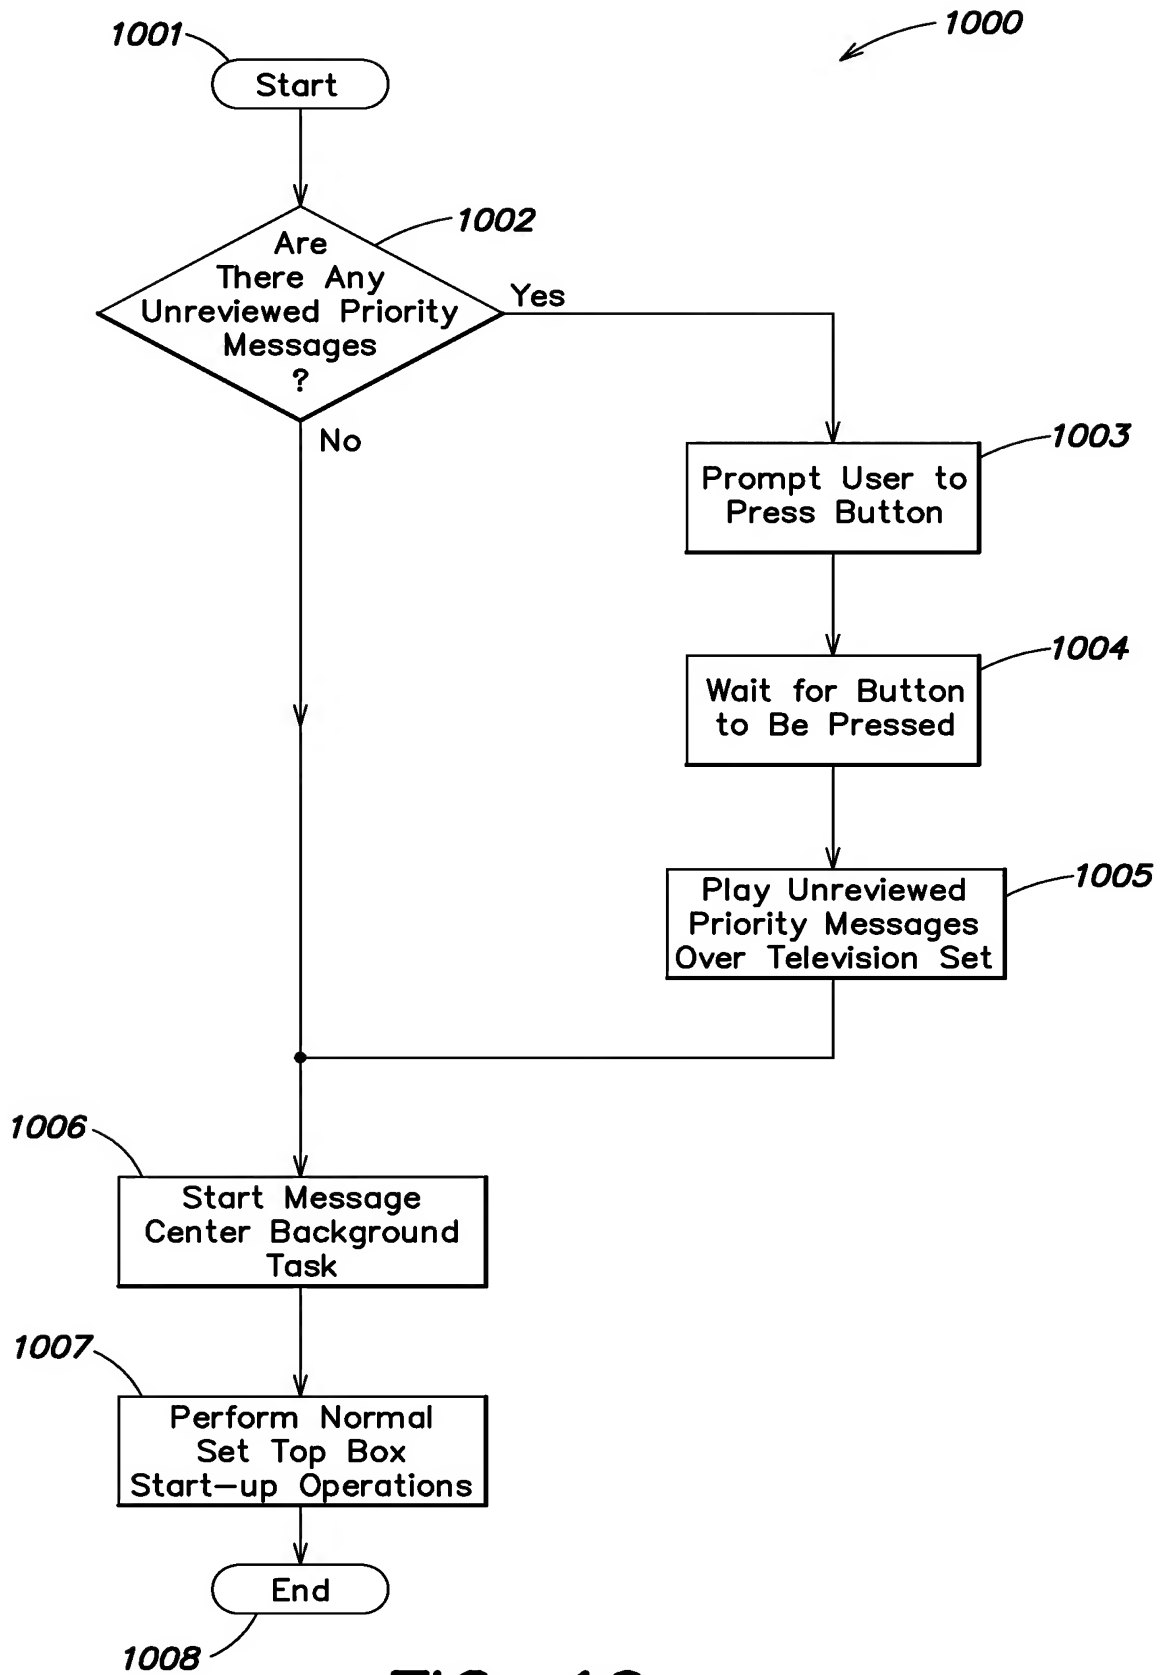 1001
1000
Start
1002
Are
There Any
Unreviewed Priority
Messages
?
Yes
No
1003
Prompt User to
Press Button
1004
Wait for Button
to Be Pressed
1005
Play Unreviewed
Priority Messages
Over Television Set
1006
Start Message
Center Background
Task
1007
Perform Normal
Set Top Box
Start-up Operations
End
1008